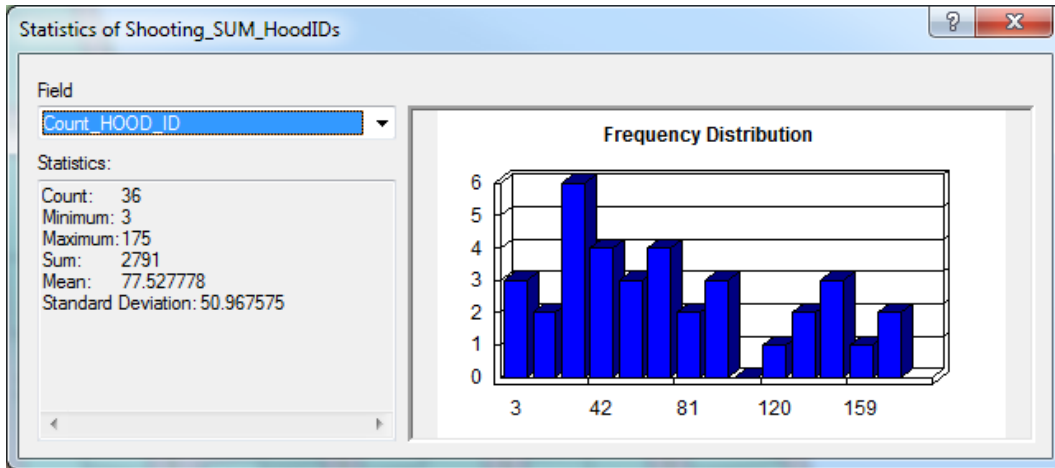 Statistics of Shooting_SUM_HoodIDs
Field
Count_HOOD_ID
Statistics:
Count: 36
Minimum: 3
Maximum: 175
Sum: 2791
Mean: 77.527778
Standard Deviation: 50.967575
Frequency Distribution
6
5
4
3
2
1
0
3 42 81 120 159